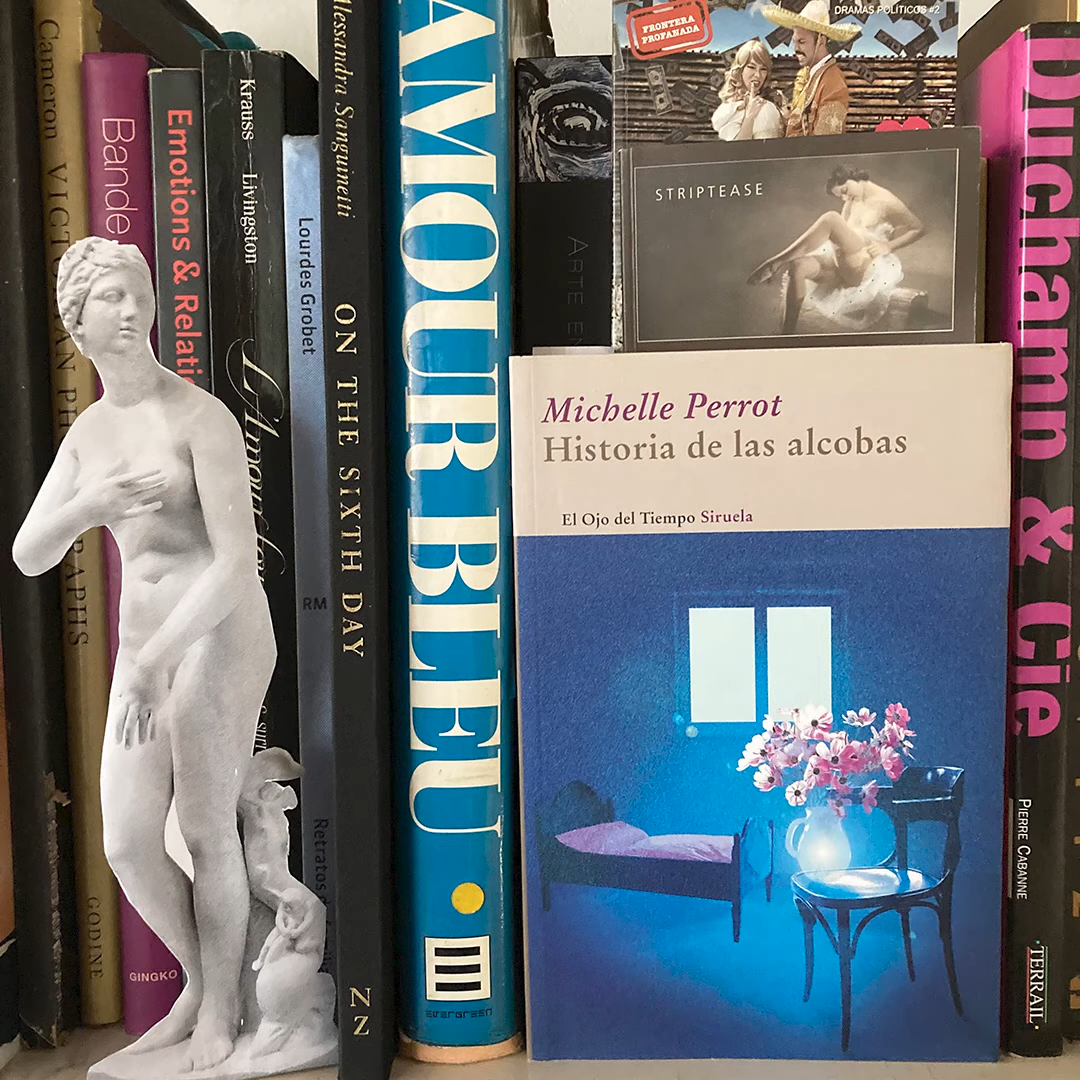 Cameron VICTORIAN PHOTOGRAPHS
GODINE
GINGKO
Emotions &
Krauss Livingston
L'Amour fou
Lourdes Grobet
RM
Retratos
Alessandra Sanguinetti
ON THE SIXTH DAY
NZ
AMOUR BLEU
EVERGREEN
ARTE
FRONTERA
PROFANADA
DRAMAS POLÍTICOS #2
STRIPTEASE
Michelle Perrot
Historia de las alcobas
El Ojo del Tiempo Siruela
Duchamp & Cie
PIERRE CABANNE
TERRAIL